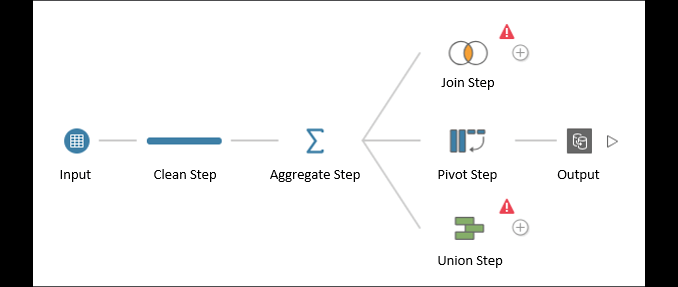 Join Step
Input
Clean Step
Aggregate Step
Pivot Step
Output
Union Step